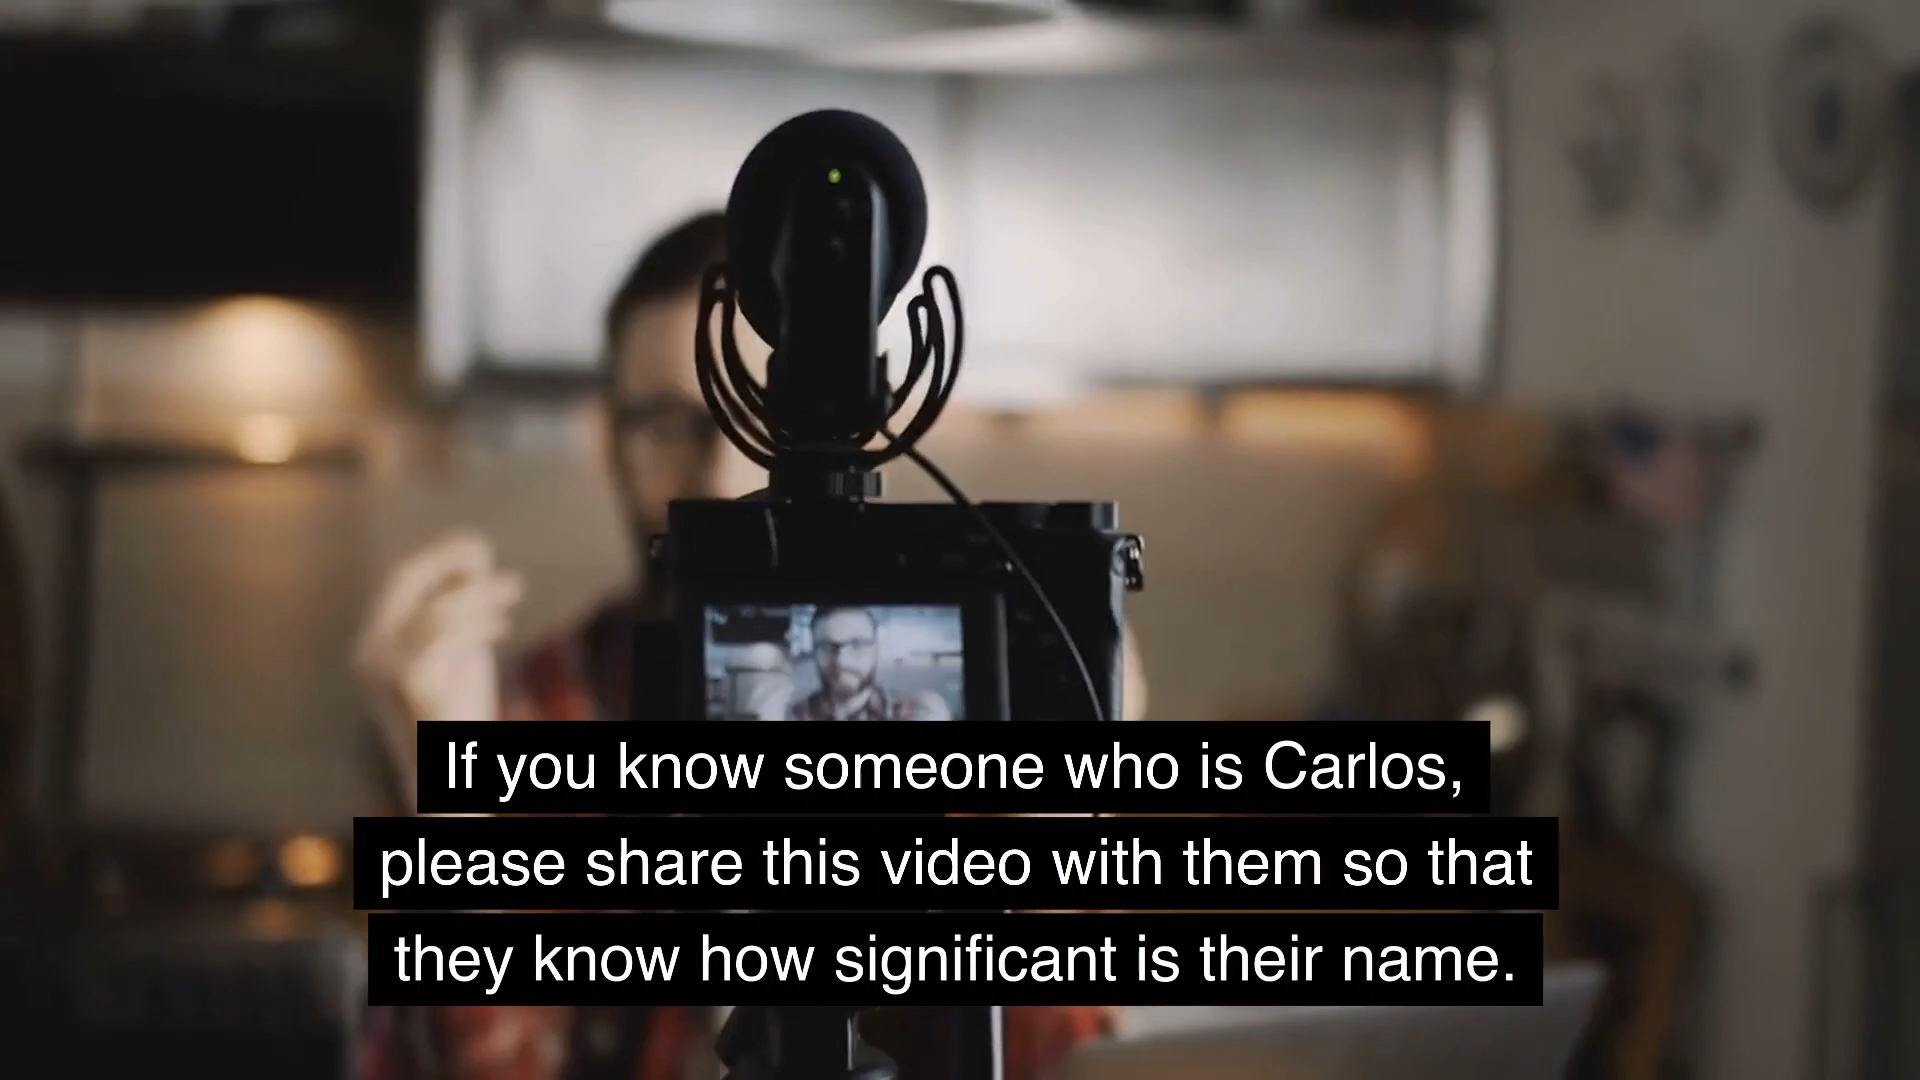 If you know someone who is Carlos,
please share this video with them so that
they know how significant is their name.